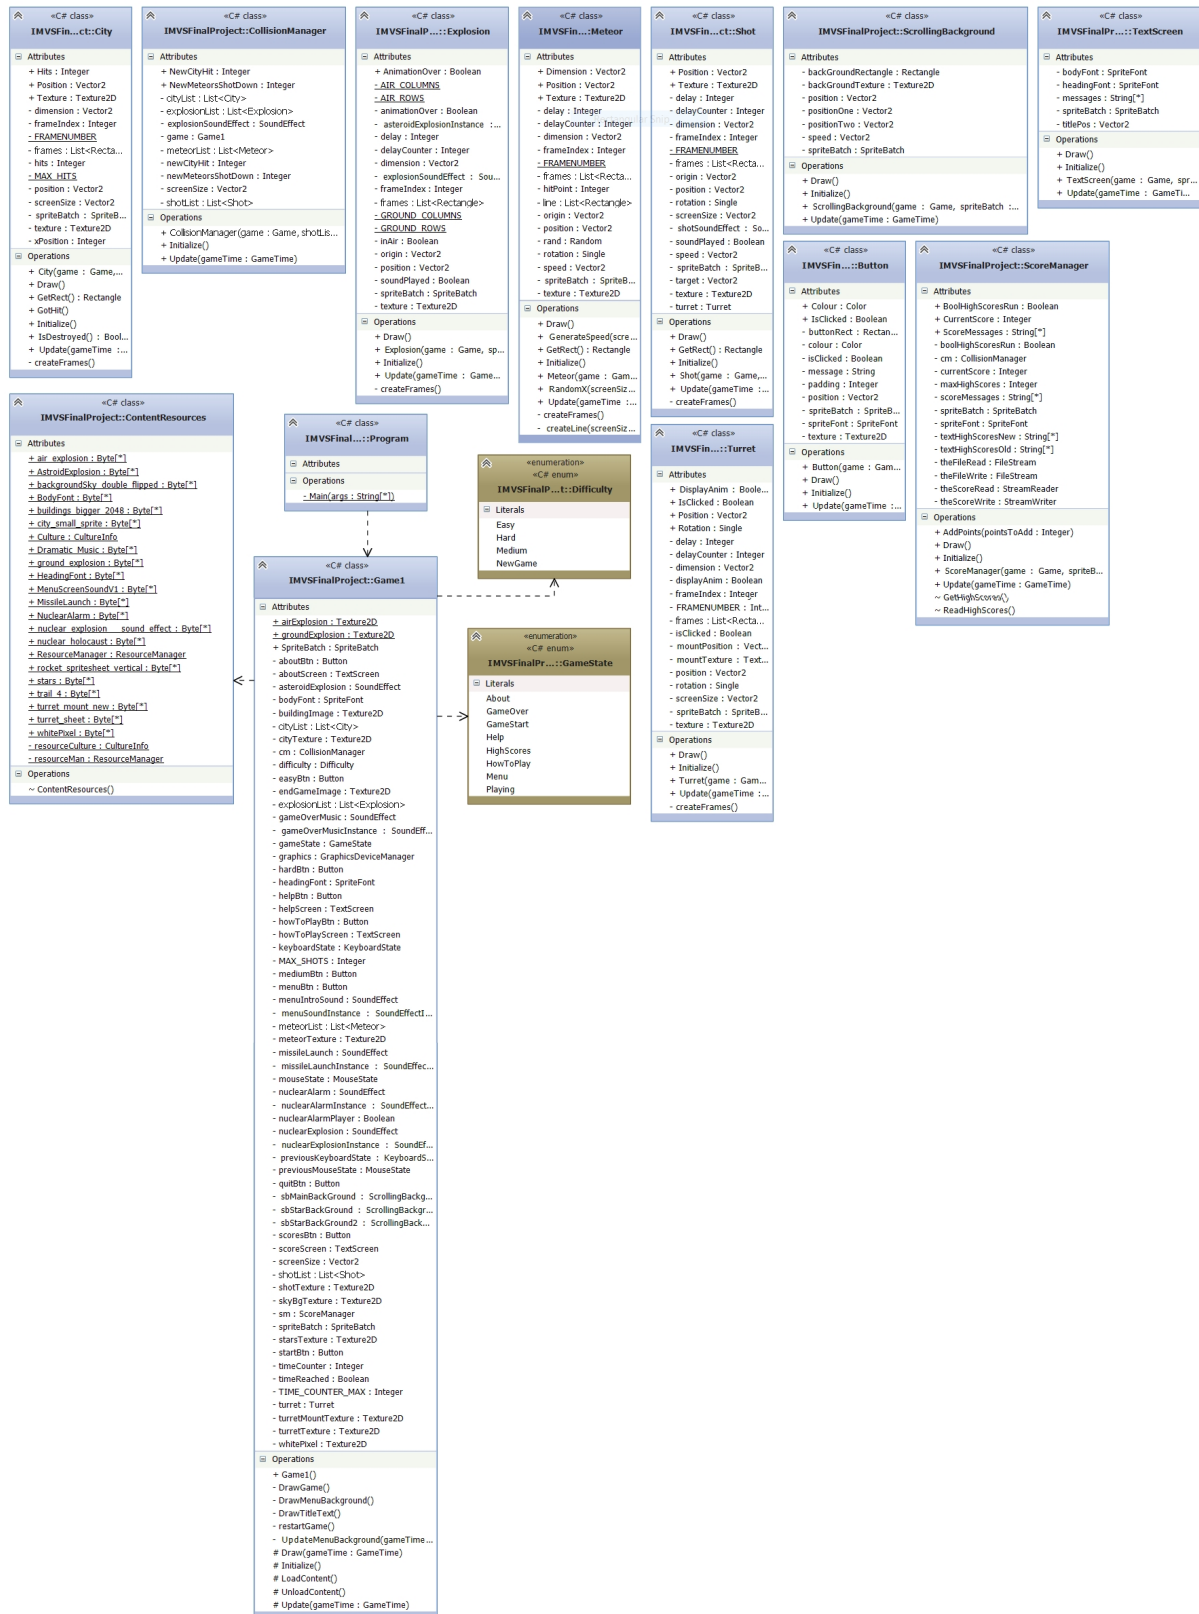 «C# class»
IMVSFin...ct::City
Attributes
+ Hits : Integer
+ Position : Vector2
+ Texture : Texture2D
- dimension : Vector2
- frameIndex : Integer
- FRAMENUMBER
- frames : List<Recta...
- hits : Integer
- MAX_HITS
- position : Vector2
- screenSize : Vector2
- spriteBatch : SpriteB...
- texture : Texture2D
- xPosition : Integer
Operations
+ City(game : Game,...
+ Draw()
+ GetRect() : Rectangle
+ GotHit()
+ Initialize()
+ IsDestroyed() : Bool...
+ Update(gameTime :...
- createFrames()
«C# class»
IMVSFinalProject::CollisionManager
Attributes
+ NewCityHit : Integer
+ NewMeteorsShotDown : Integer
- cityList : List<City>
- explosionList : List<Explosion>
- explosionSoundEffect : SoundEffect
- game : Game1
- meteorList : List<Meteor>
- newCityHit : Integer
- newMeteorsShotDown : Integer
- screenSize : Vector2
- shotList : List<Shot>
Operations
+ CollisionManager(game : Game, shotLis...
+ Initialize()
+ Update(gameTime : GameTime)
«C# class»
IMVSFinalP...::Explosion
Attributes
+ AnimationOver : Boolean
- AIR_COLUMNS
- AIR_ROWS
- animationOver : Boolean
- asteroidExplosionInstance :...
- delay : Integer
- delayCounter : Integer
- dimension : Vector2
- explosionSoundEffect : Sou...
- frameIndex : Integer
- frames : List<Rectangle>
- GROUND_COLUMNS
- GROUND_ROWS
- inAir : Boolean
- origin : Vector2
- position : Vector2
- soundPlayed : Boolean
- spriteBatch : SpriteBatch
- texture : Texture2D
Operations
+ Draw()
+ Explosion(game : Game, sp...
+ Initialize()
+ Update(gameTime : Game...
- createFrames()
«C# class»
IMVSFin...::Meteor
Attributes
+ Dimension : Vector2
+ Position : Vector2
+ Texture : Texture2D
- delay : Integer
- delayCounter : Integer
- dimension : Vector2
- frameIndex : Integer
- FRAMENUMBER
- frames : List<Recta...
- hitPoint : Integer
- line : List<Rectangle>
- origin : Vector2
- position : Vector2
- rand : Random
- rotation : Single
- speed : Vector2
- spriteBatch : SpriteB...
- texture : Texture2D
Operations
+ Draw()
+ GenerateSpeed(scre...
+ GetRect() : Rectangle
+ Initialize()
+ Meteor(game : Gam...
+ RandomX(screenSiz...
+ Update(gameTime :...
- createFrames()
- createLine(screenSiz...
«C# class»
IMVSFin...ct::Shot
Attributes
+ Position : Vector2
+ Texture : Texture2D
- delay : Integer
- delayCounter : Integer
- dimension : Vector2
- frameIndex : Integer
- FRAMENUMBER
- frames : List<Recta...
- origin : Vector2
- position : Vector2
- rotation : Single
- screenSize : Vector2
- shotSoundEffect : So...
- soundPlayed : Boolean
- speed : Vector2
- spriteBatch : SpriteB...
- target : Vector2
- texture : Texture2D
- turret : Turret
Operations
+ Draw()
+ GetRect() : Rectangle
+ Initialize()
+ Shot(game : Game,...
+ Update(gameTime :...
- createFrames()
«C# class»
IMVSFinalProject::ScrollingBackground
Attributes
- backGroundRectangle : Rectangle
- backGroundTexture : Texture2D
- position : Vector2
- positionOne : Vector2
- positionTwo : Vector2
- speed : Vector2
- spriteBatch : SpriteBatch
Operations
+ Draw()
+ Initialize()
+ ScrollingBackground(game : Game, spriteBatch :...
+ Update(gameTime : GameTime)
«C# class»
IMVSFinalPr...::TextScreen
Attributes
- bodyFont : SpriteFont
- headingFont : SpriteFont
- messages : String[*]
- spriteBatch : SpriteBatch
- titlePos : Vector2
Operations
+ Draw()
+ Initialize()
+ TextScreen(game : Game, spr...
+ Update(gameTime : GameTi...
«C# class»
IMVSFin...::Button
Attributes
+ Colour : Color
+ IsClicked : Boolean
- buttonRect : Rectan...
- colour : Color
- isClicked : Boolean
- message : String
- padding : Integer
- position : Vector2
- spriteBatch : SpriteB...
- spriteFont : SpriteFont
- texture : Texture2D
Operations
+ Button(game : Gam...
+ Draw()
+ Initialize()
+ Update(gameTime :...
«C# class»
IMVSFinalProject::ScoreManager
Attributes
+ BoolHighScoresRun : Boolean
+ CurrentScore : Integer
+ ScoreMessages : String[*]
- boolHighScoresRun : Boolean
- cm : CollisionManager
- currentScore : Integer
- maxHighScores : Integer
- scoreMessages : String[*]
- spriteBatch : SpriteBatch
- spriteFont : SpriteFont
- textHighScoresNew : String[*]
- textHighScoresOld : String[*]
- theFileRead : FileStream
- theFileWrite : FileStream
- theScoreRead : StreamReader
- theScoreWrite : StreamWriter
Operations
+ AddPoints(pointsToAdd : Integer)
+ Draw()
+ Initialize()
+ ScoreManager(game : Game, spriteB...
+ Update(gameTime : GameTime)
~ GetHighScores()
~ ReadHighScores()
«C# class»
IMVSFinalProject::ContentResources
Attributes
+ air_explosion : Byte[*]
+ AstroidExplosion : Byte[*]
+ backgroundSky_double_flipped : Byte[*]
+ BodyFont : Byte[*]
+ buildings_bigger_2048 : Byte[*]
+ city_small_sprite : Byte[*]
+ Culture : CultureInfo
+ Dramatic_Music : Byte[*]
+ ground_explosion : Byte[*]
+ HeadingFont : Byte[*]
+ MenuScreenSoundV1 : Byte[*]
+ MissileLaunch : Byte[*]
+ NuclearAlarm : Byte[*]
+ nuclear_explosion__sound_effect : Byte[*]
+ nuclear_holocaust : Byte[*]
+ ResourceManager : ResourceManager
+ rocket_spritesheet_vertical : Byte[*]
+ stars : Byte[*]
+ trail_4 : Byte[*]
+ turret_mount_new : Byte[*]
+ turret_sheet : Byte[*]
+ whitePixel : Byte[*]
- resourceCulture : CultureInfo
- resourceMan : ResourceManager
Operations
~ ContentResources()
«C# class»
IMVSFinal...::Program
Attributes
Operations
- Main(args : String[*])
«enumeration»
«C# enum»
IMVSFinalP...t::Difficulty
Literals
Easy
Hard
Medium
NewGame
«C# class»
IMVSFin...::Turret
Attributes
+ DisplayAnim : Boole...
+ IsClicked : Boolean
+ Position : Vector2
+ Rotation : Single
- delay : Integer
- delayCounter : Integer
- dimension : Vector2
- displayAnim : Boolean
- frameIndex : Integer
- FRAMENUMBER : Int...
- frames : List<Recta...
- isClicked : Boolean
- mountPosition : Vect...
- mountTexture : Text...
- position : Vector2
- rotation : Single
- screenSize : Vector2
- spriteBatch : SpriteB...
- texture : Texture2D
Operations
+ Draw()
+ Initialize()
+ Turret(game : Gam...
+ Update(gameTime :...
- createFrames()
«enumeration»
«C# enum»
IMVSFinalPr...::GameState
Literals
About
GameOver
GameStart
Help
HighScores
HowToPlay
Menu
Playing
«C# class»
IMVSFinalProject::Game1
Attributes
+ airExplosion : Texture2D
+ groundExplosion : Texture2D
+ SpriteBatch : SpriteBatch
- aboutBtn : Button
- aboutScreen : TextScreen
- asteroidExplosion : SoundEffect
- bodyFont : SpriteFont
- buildingImage : Texture2D
- cityList : List<City>
- cityTexture : Texture2D
- cm : CollisionManager
- difficulty : Difficulty
- easyBtn : Button
- endGameImage : Texture2D
- explosionList : List<Explosion>
- gameOverMusic : SoundEffect
- gameOverMusicInstance : SoundEff...
- gameState : GameState
- graphics : GraphicsDeviceManager
- hardBtn : Button
- headingFont : SpriteFont
- helpBtn : Button
- helpScreen : TextScreen
- howToPlayBtn : Button
- howToPlayScreen : TextScreen
- keyboardState : KeyboardState
- MAX_SHOTS : Integer
- mediumBtn : Button
- menuBtn : Button
- menuIntroSound : SoundEffect
- menuSoundInstance : SoundEffectI...
- meteorList : List<Meteor>
- meteorTexture : Texture2D
- missileLaunch : SoundEffect
- missileLaunchInstance : SoundEffec...
- mouseState : MouseState
- nuclearAlarm : SoundEffect
- nuclearAlarmInstance : SoundEffect...
- nuclearAlarmPlayer : Boolean
- nuclearExplosion : SoundEffect
- nuclearExplosionInstance : SoundEf...
- previousKeyboardState : KeyboardS...
- previousMouseState : MouseState
- quitBtn : Button
- sbMainBackGround : ScrollingBackg...
- sbStarBackGround : ScrollingBackgr...
- sbStarBackGround2 : ScrollingBack...
- scoresBtn : Button
- scoreScreen : TextScreen
- screenSize : Vector2
- shotList : List<Shot>
- shotTexture : Texture2D
- skyBgTexture : Texture2D
- sm : ScoreManager
- spriteBatch : SpriteBatch
- starsTexture : Texture2D
- startBtn : Button
- timeCounter : Integer
- timeReached : Boolean
- TIME_COUNTER_MAX : Integer
- turret : Turret
- turretMountTexture : Texture2D
- turretTexture : Texture2D
- whitePixel : Texture2D
Operations
+ Game1()
- DrawGame()
- DrawMenuBackground()
- DrawTitleText()
- restartGame()
- UpdateMenuBackground(gameTime...
# Draw(gameTime : GameTime)
# Initialize()
# LoadContent()
# UnloadContent()
# Update(gameTime : GameTime)